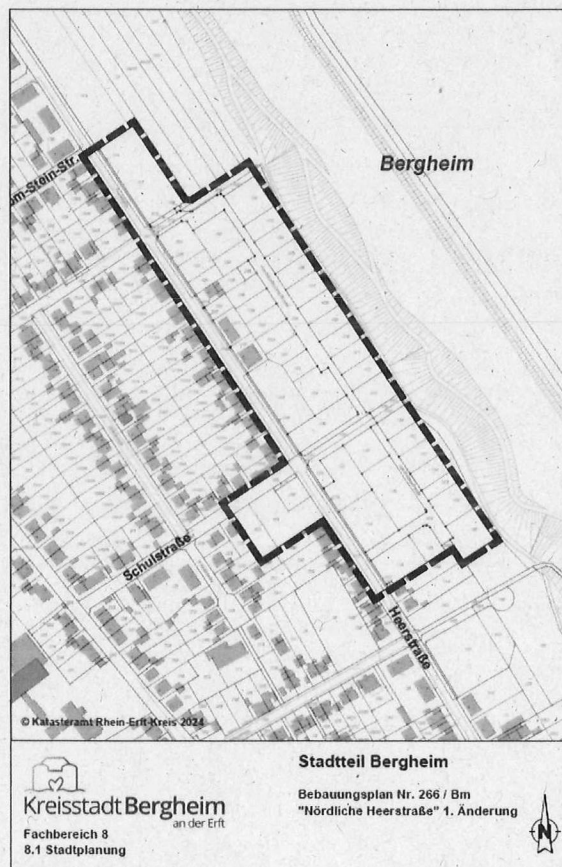 Bergheim
om-Stein-Str.
Schulstraße
Heerstraße
© Katasteramt Rhein-Erft-Kreis 2024
Kreisstadt Bergheim
an der Erft
Fachbereich 8
8.1 Stadtplanung
Stadtteil Bergheim
Bebauungsplan Nr. 266 / Bm
"Nördliche Heerstraße" 1. Änderung
N